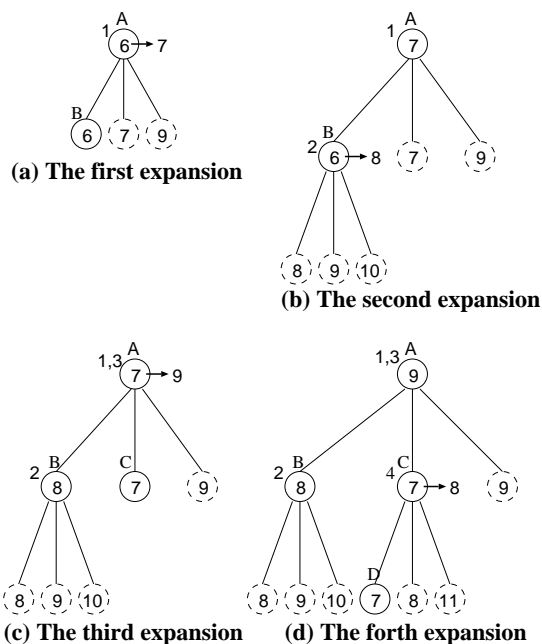 A
1 6 7
B
6 7 9
(a) The first expansion
A
1 7
B
2 6 8 7 9
8 9 10
(b) The second expansion
A
1,3 7 9
B C
2 8 7 9
8 9 10
(c) The third expansion
A
1,3 9
B C
2 8 4 7 8 9
D
8 9 10 7 8 11
(d) The forth expansion